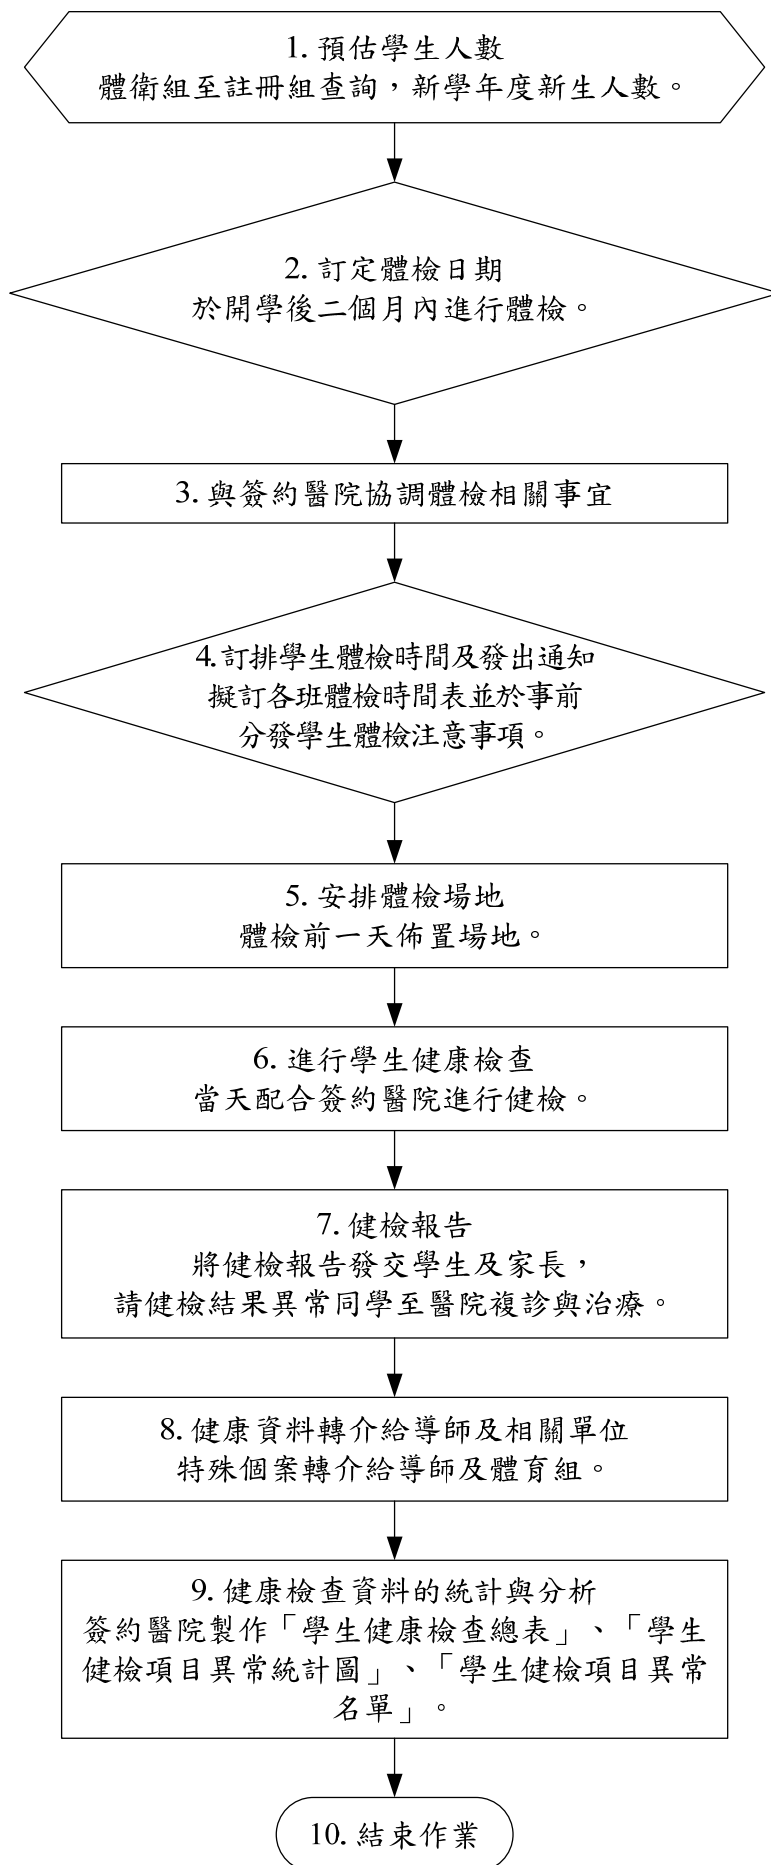 1. 預估學生人數
體衛組至註冊組查詢，新學年度新生人數。
2. 訂定體檢日期
於開學後二個月內進行體檢。
3. 與簽約醫院協調體檢相關事宜
4. 訂排學生體檢時間及發出通知
擬訂各班體檢時間表並於事前
分發學生體檢注意事項。
5. 安排體檢場地
體檢前一天佈置場地。
6. 進行學生健康檢查
當天配合簽約醫院進行健檢。
7. 健檢報告
將健檢報告發交學生及家長，
請健檢結果異常同學至醫院複診與治療。
8. 健康資料轉介給導師及相關單位
特殊個案轉介給導師及體育組。
9. 健康檢查資料的統計與分析
簽約醫院製作「學生健康檢查總表」、「學生
健檢項目異常統計圖」、「學生健檢項目異常
名單」。
10. 結束作業